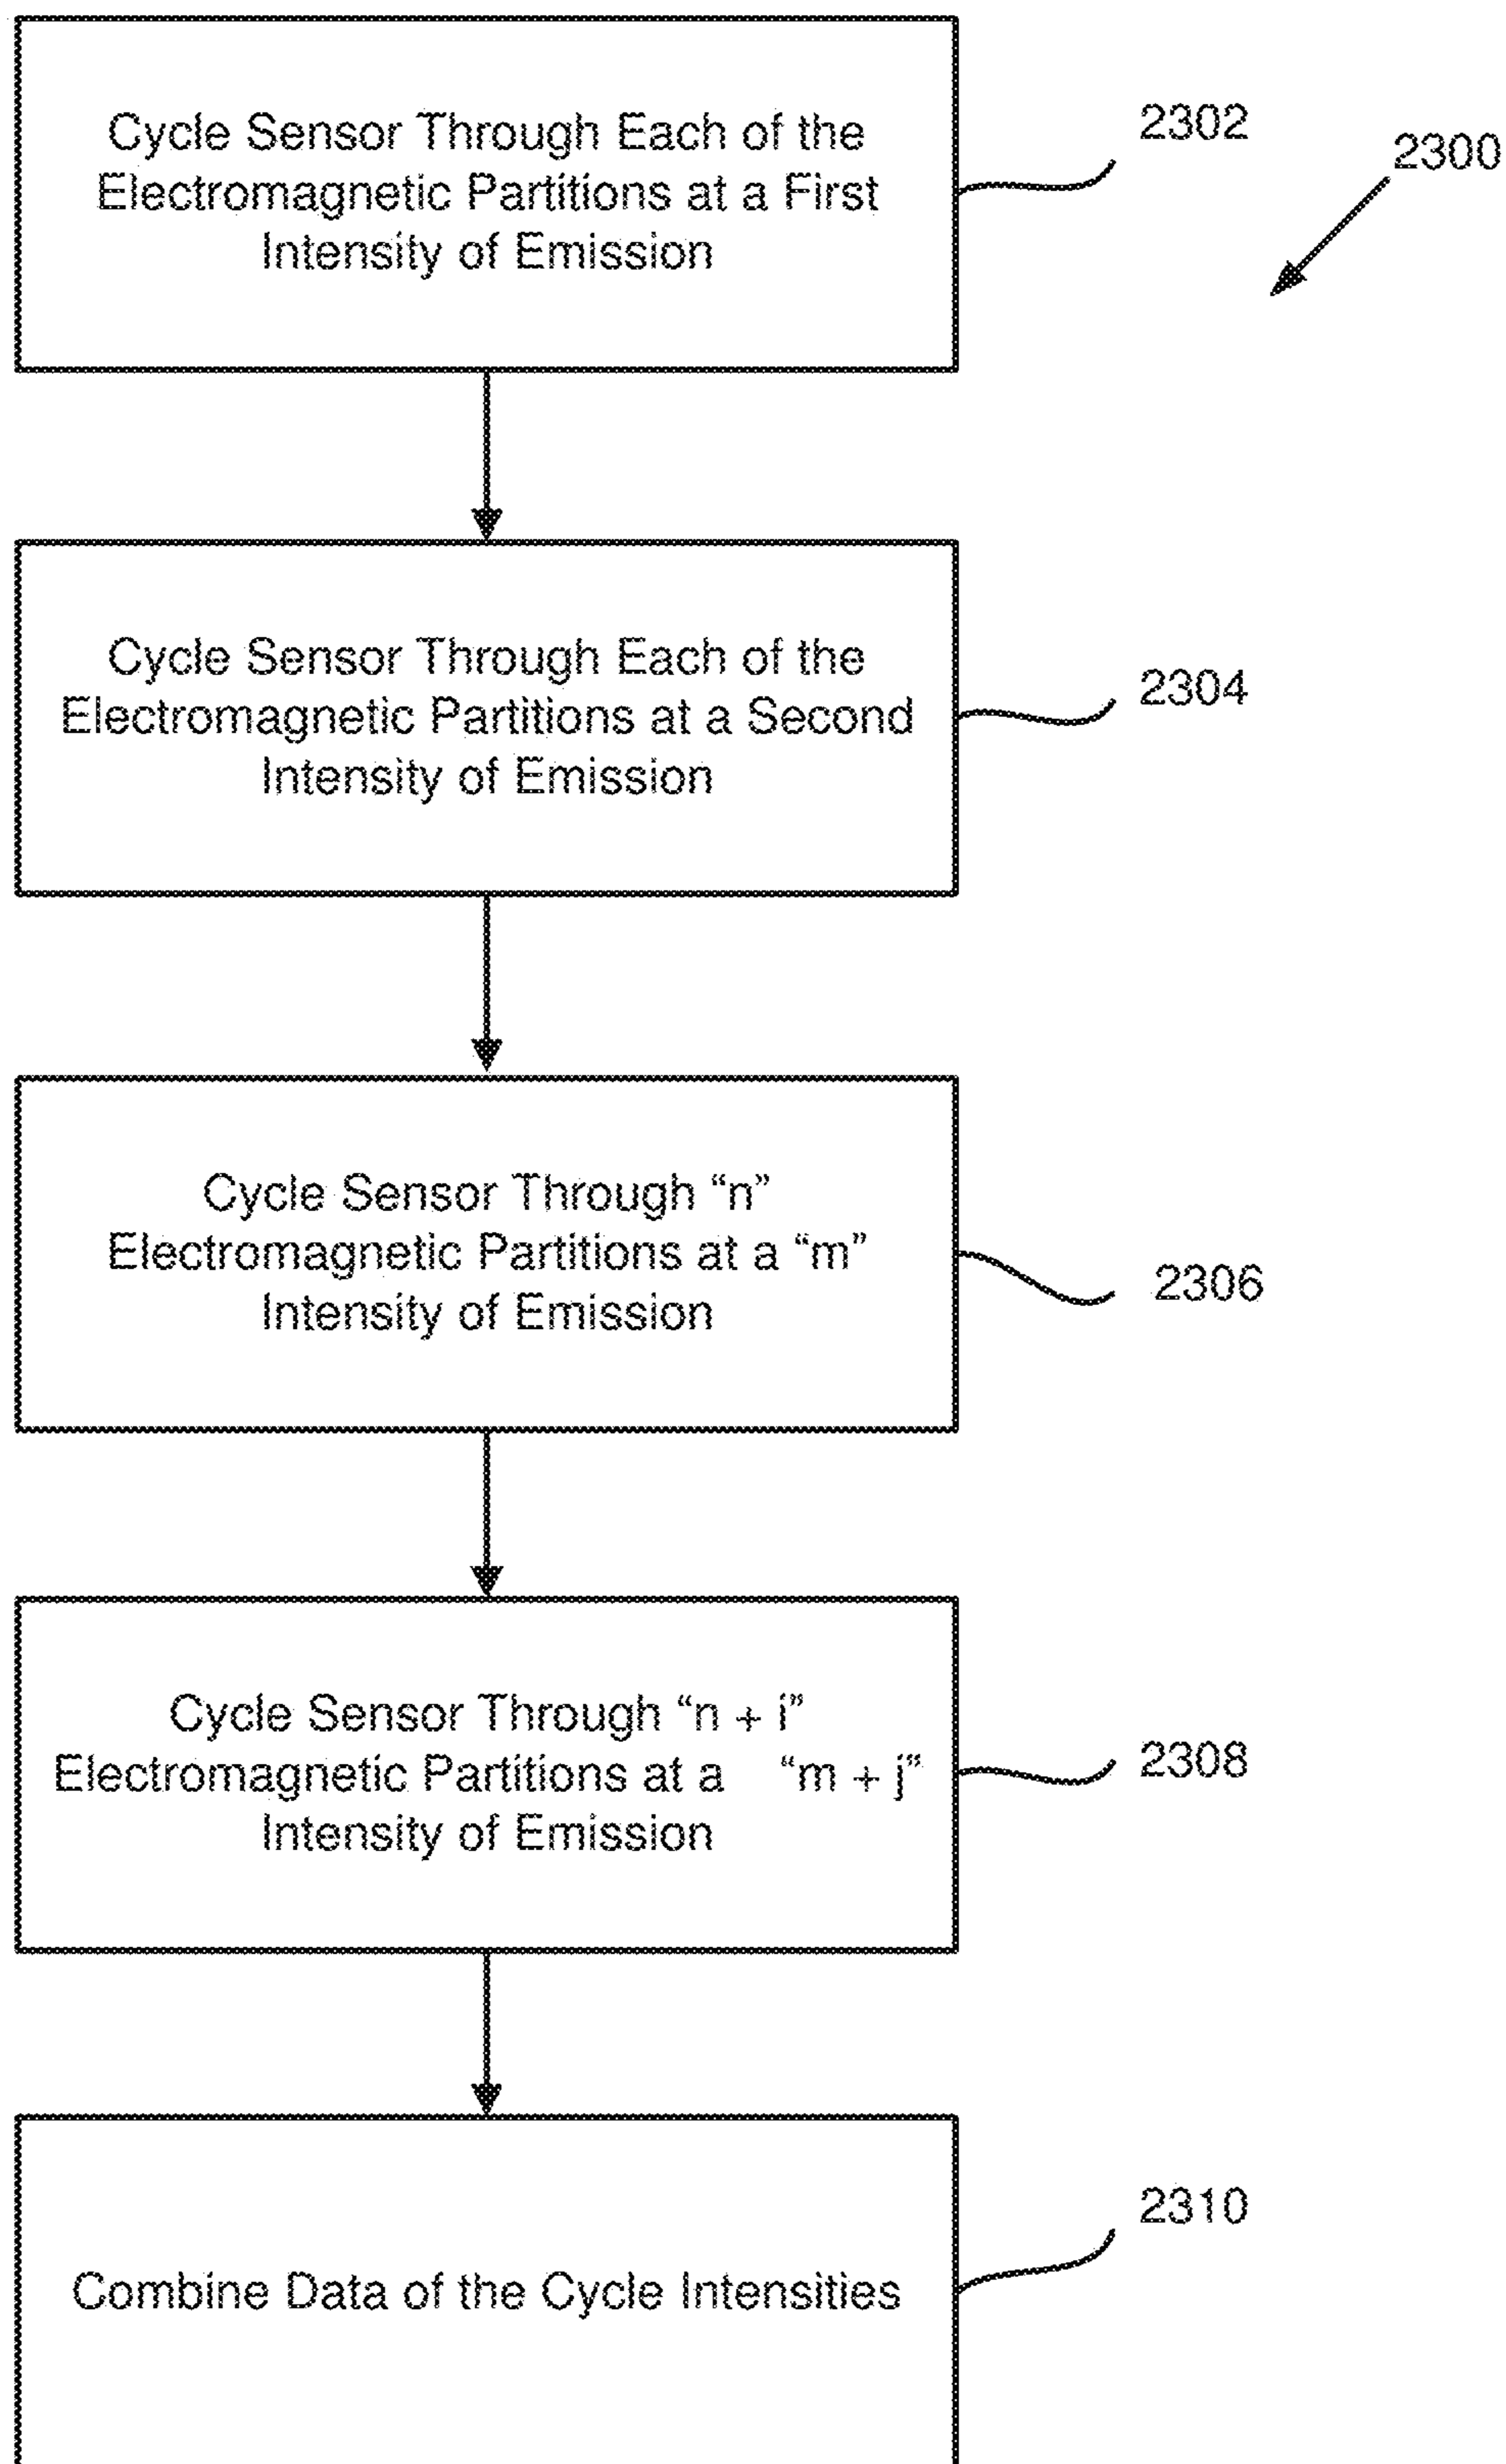 Cycle Sensor Through Each of the
Electromagnetic Partitions at a First
Intensity of Emission
2302
2300
Cycle Sensor Through Each of the
Electromagnetic Partitions at a Second
Intensity of Emission
2304
Cycle Sensor Through “n”
Electromagnetic Partitions at a “m”
Intensity of Emission
2306
Cycle Sensor Through “n + i”
Electromagnetic Partitions at a “m + j”
Intensity of Emission
2308
Combine Data of the Cycle Intensities
2310